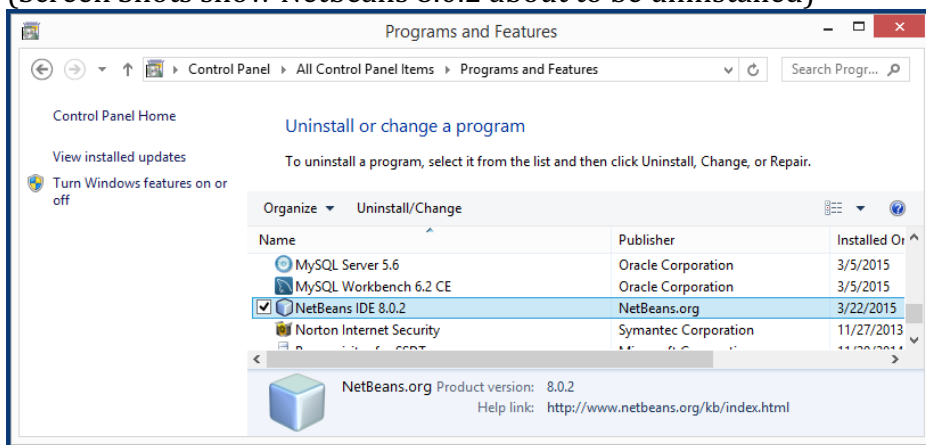 (Screen Shots show Netbeans 8.0.2 about to be uninstalled)
Programs and Features
Control Panel All Control Panel Items Programs and Features Search Progr...
Control Panel Home
View installed updates
Turn Windows features on or
off
Uninstall or change a program
To uninstall a program, select it from the list and then click Uninstall, Change, or Repair.
Organize Uninstall/Change
Name Publisher Installed Or
MySQL Server 5.6 Oracle Corporation 3/5/2015
MySQL Workbench 6.2 CE Oracle Corporation 3/5/2015
NetBeans IDE 8.0.2 NetBeans.org 3/22/2015
Norton Internet Security Symantec Corporation 11/27/2013
NetBeans.org Product version: 8.0.2
Help link: http://www.netbeans.org/kb/index.html